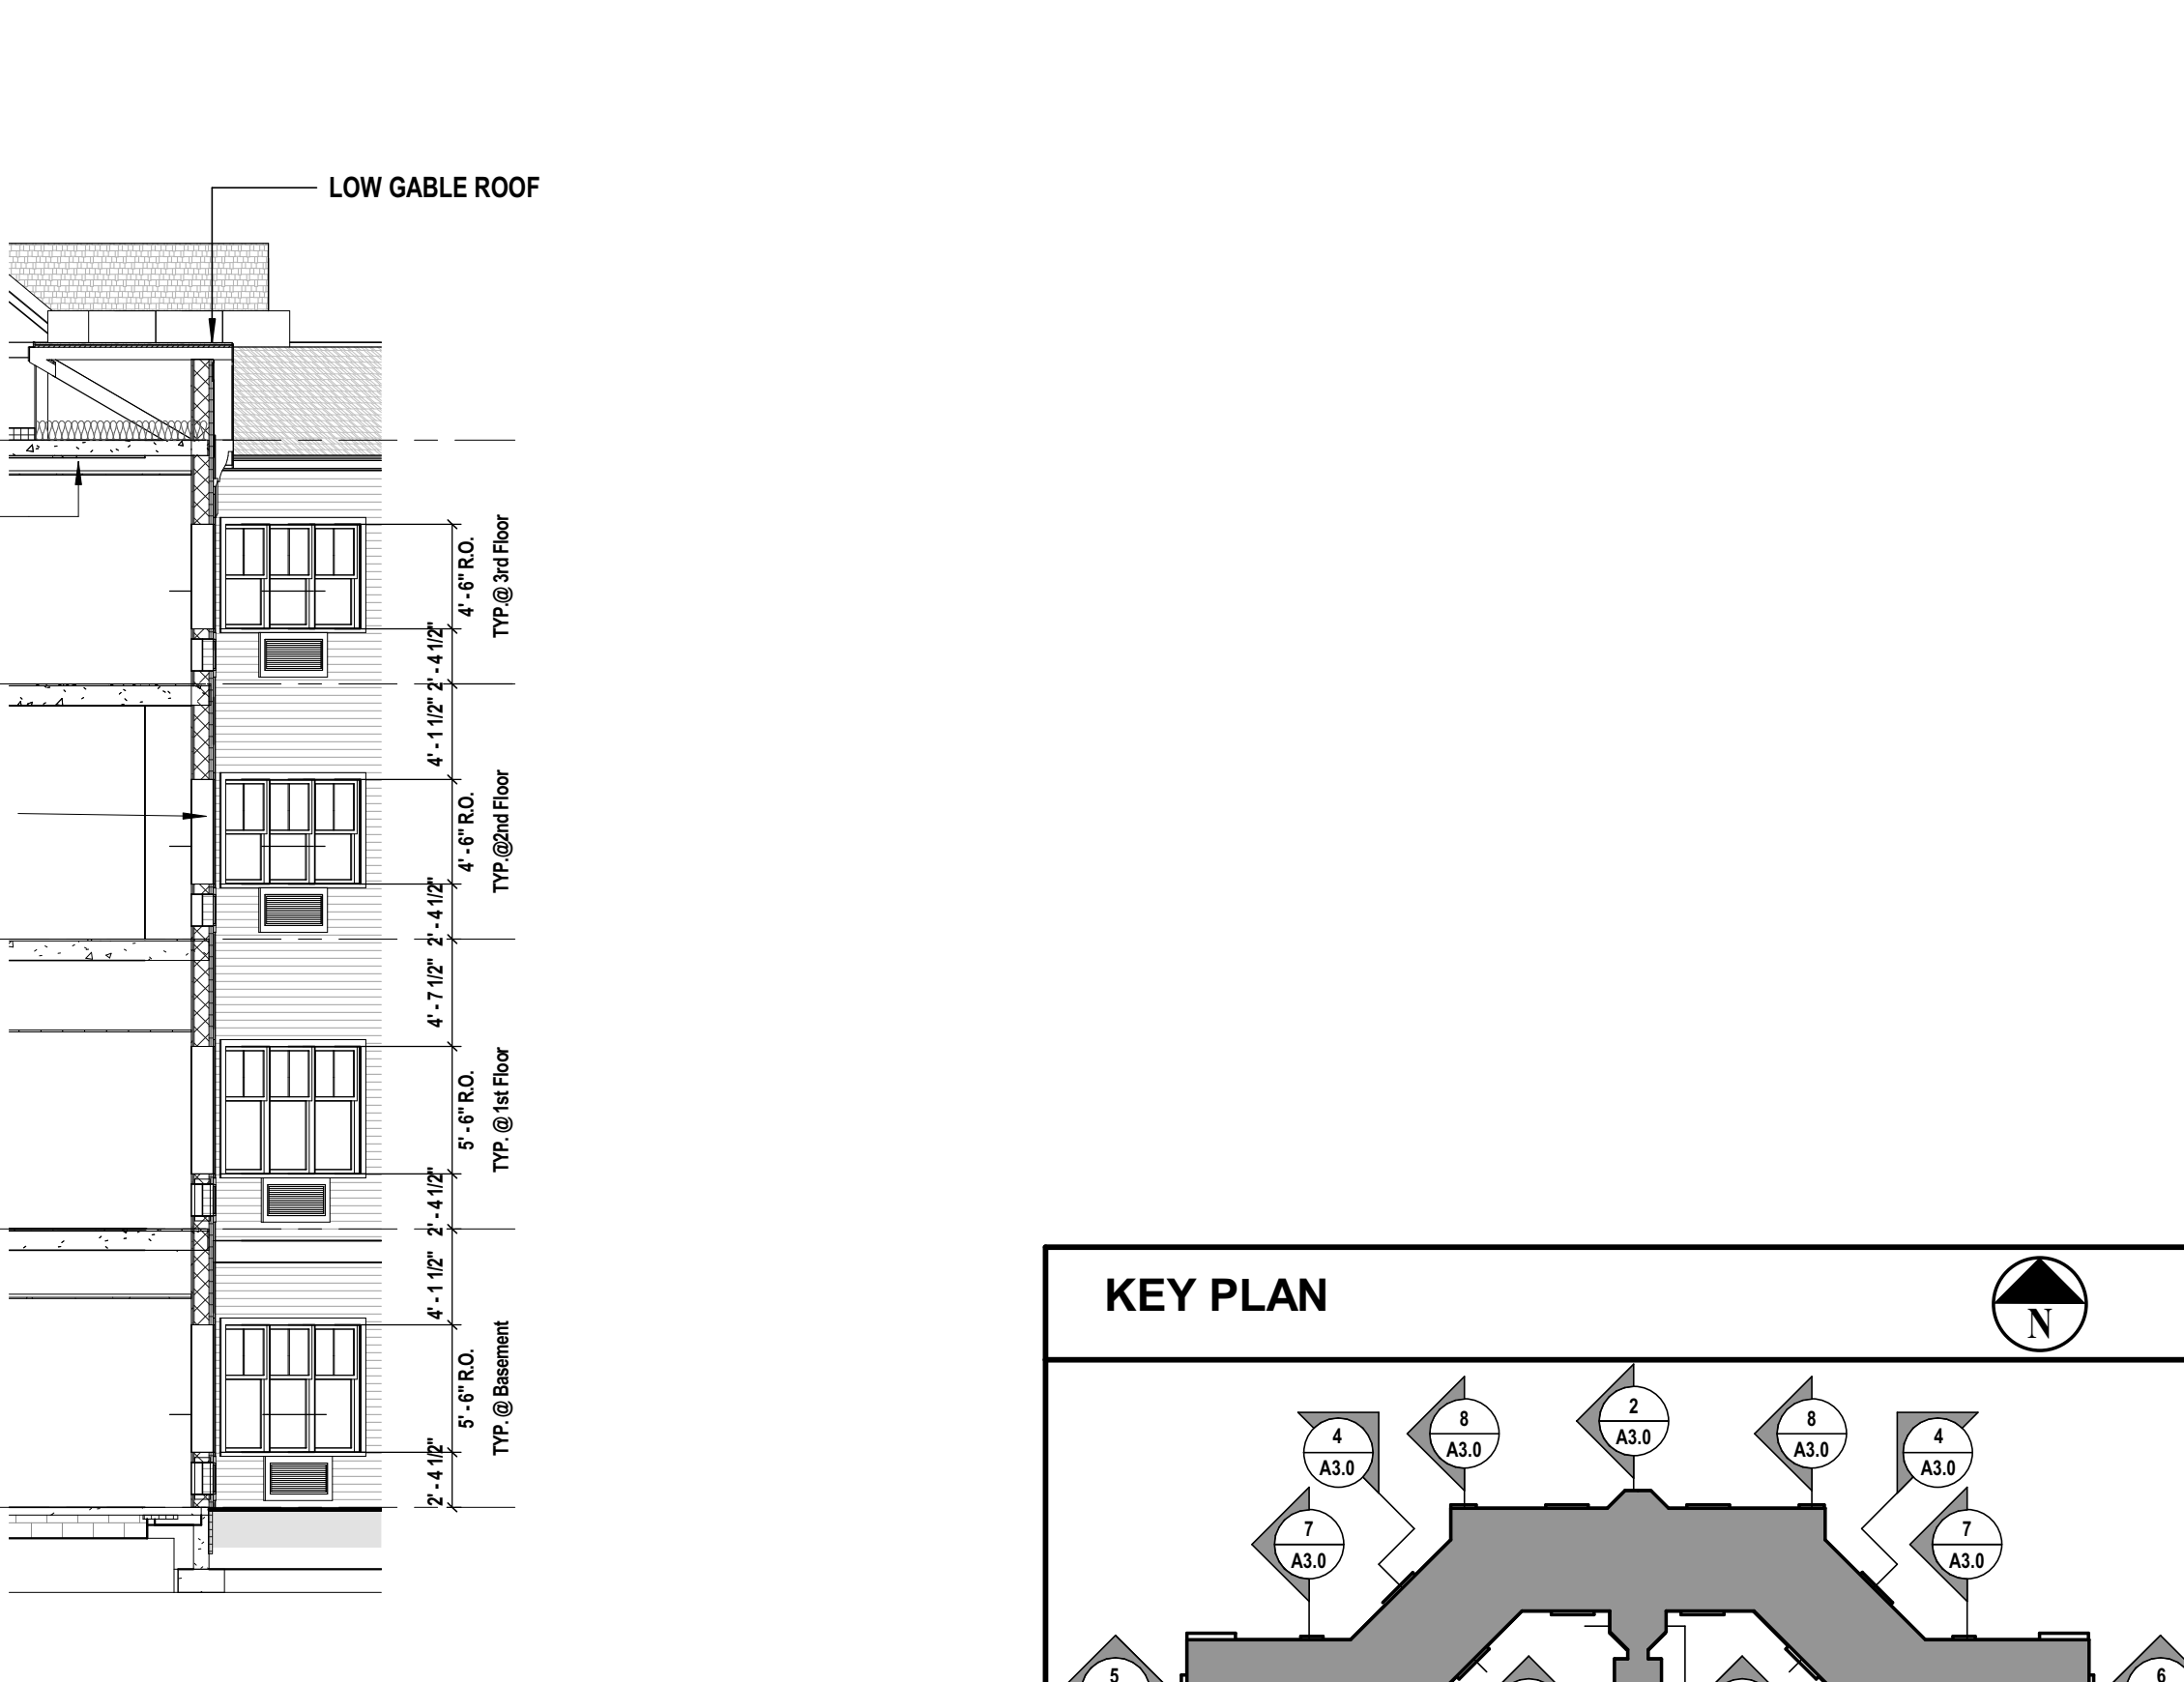 LOW GABLE ROOF
4' - 6" R.O.
TYP.@ 3rd Floor
2' - 4 1/2"
4' - 1 1/2"
4' - 6" R.O.
TYP.@2nd Floor
2' - 4 1/2"
4' - 7 1/2"
5' - 6" R.O.
TYP. @ 1st Floor
2' - 4 1/2"
4' - 1 1/2"
5' - 6" R.O.
TYP. @ Basement
2' - 4 1/2"
KEY PLAN
N
4
A3.0
8
A3.0
2
A3.0
8
A3.0
4
A3.0
7
A3.0
7
A3.0
5
6